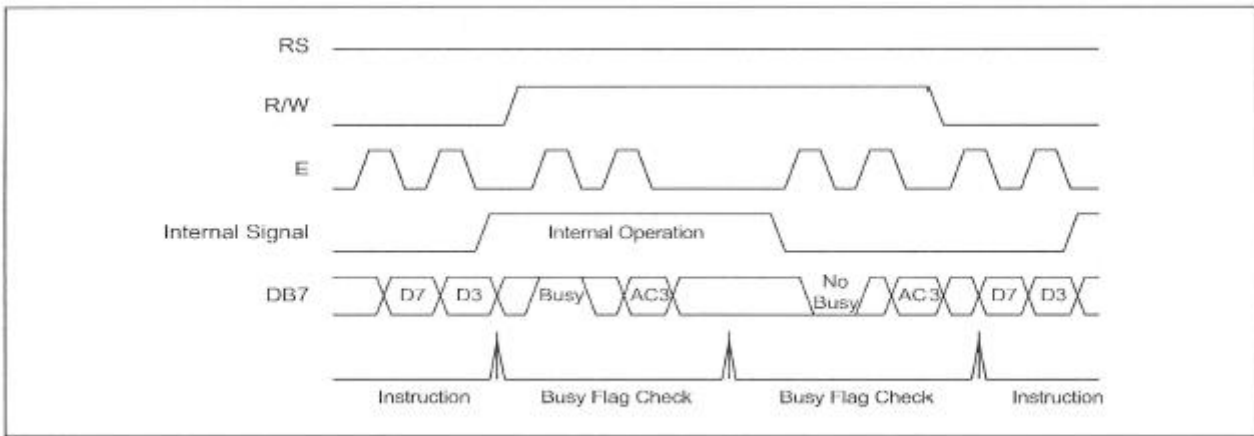 RS
R/W
E
Internal Signal
Internal Operation
DB7
D7
D3
Busy
AC3
No
Busy
AC3
D7
D3
Instruction
Busy Flag Check
Busy Flag Check
Instruction